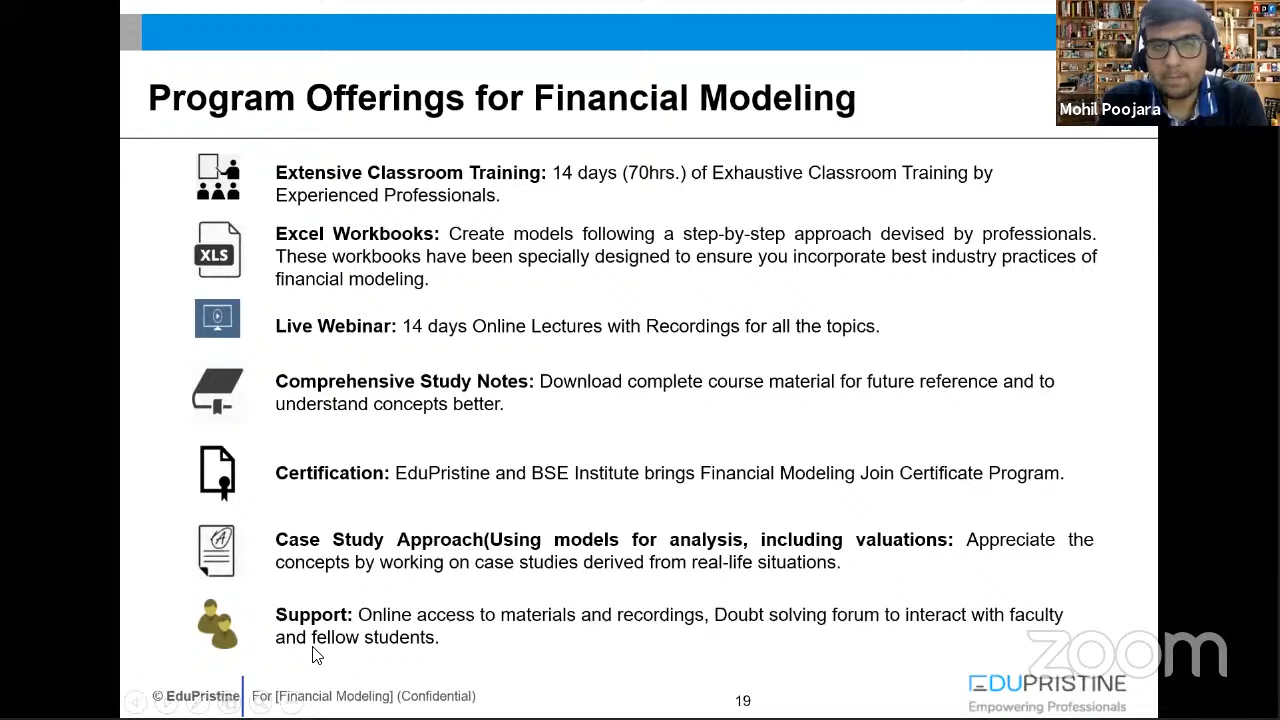 Program Offerings for Financial Modeling
Mohil Poojara
Extensive Classroom Training: 14 days (70hrs.) of Exhaustive Classroom Training by
Experienced Professionals.
XLS
Excel Workbooks: Create models following a step-by-step approach devised by professionals.
These workbooks have been specially designed to ensure you incorporate best industry practices of
financial modeling.
Live Webinar: 14 days Online Lectures with Recordings for all the topics.
Comprehensive Study Notes: Download complete course material for future reference and to
understand concepts better.
Certification: EduPristine and BSE Institute brings Financial Modeling Join Certificate Program.
Case Study Approach(Using models for analysis, including valuations: Appreciate the
concepts by working on case studies derived from real-life situations.
Support: Online access to materials and recordings, Doubt solving forum to interact with faculty
and fellow students.
zoom
© EduPristine
For [Financial Modeling] (Confidential)
19
EDUPRISTINE
Empowering Professionals